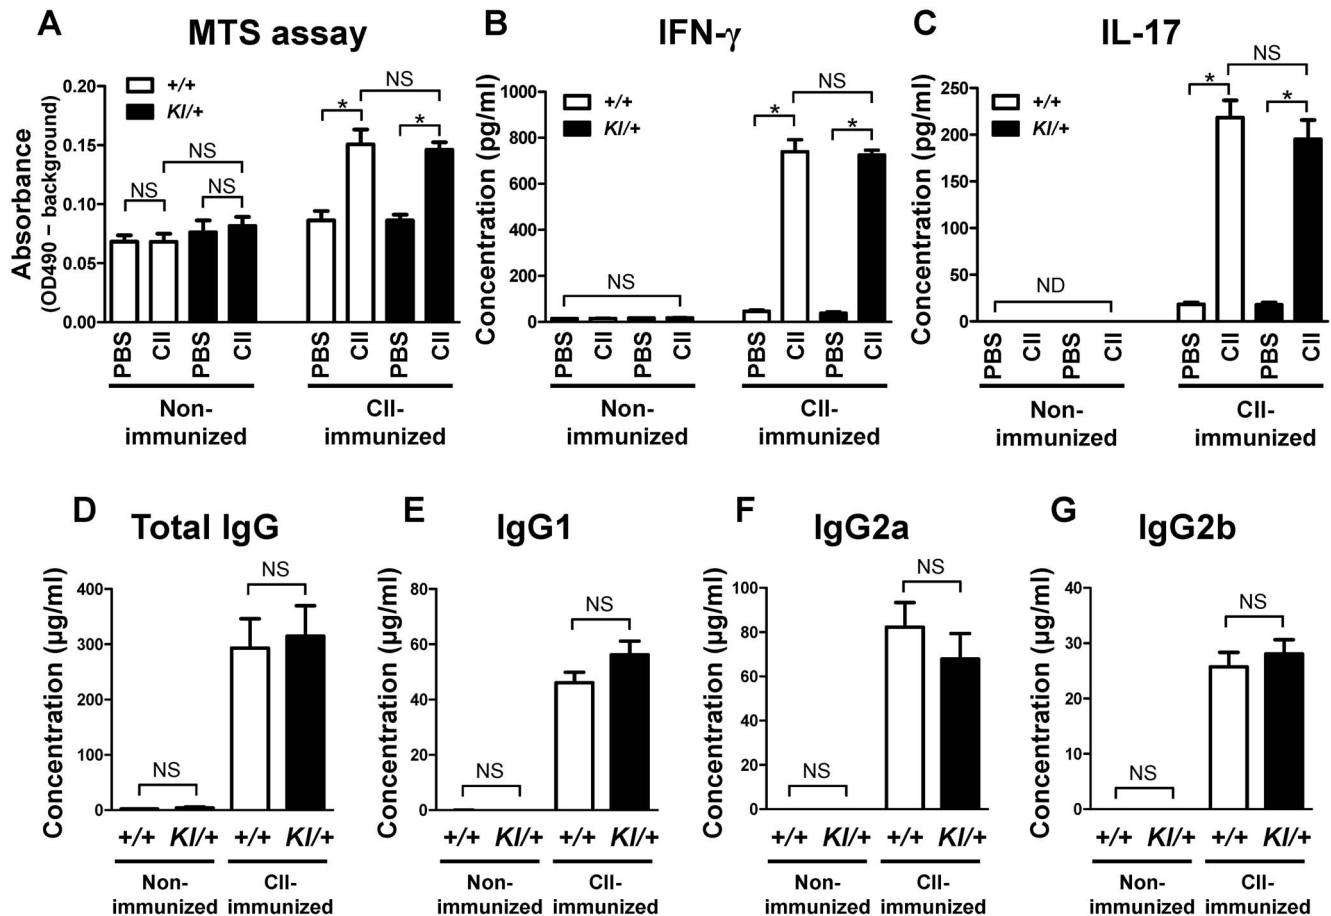 A MTS assay
+/+
KI/+
Absorbance
(OD490 – background)
0.20
0.15
0.10
0.05
0.00
NS
NS
NS
*
*
NS
PBS
CII
PBS
CII
PBS
CII
PBS
CII
Non-
immunized
CII-
immunized
B IFN-γ
+/+
KI/+
Concentration (pg/ml)
1000
800
600
400
200
0
NS
*
*
NS
PBS
CII
PBS
CII
PBS
CII
PBS
CII
Non-
immunized
CII-
immunized
C IL-17
+/+
KI/+
Concentration (pg/ml)
250
200
150
100
50
0
ND
*
*
NS
PBS
CII
PBS
CII
PBS
CII
PBS
CII
Non-
immunized
CII-
immunized
D Total IgG
Concentration (µg/ml)
400
300
200
100
0
NS
NS
+/+ KI/+ +/+ KI/+
Non-
immunized
CII-
immunized
E IgG1
Concentration (µg/ml)
80
60
40
20
0
NS
NS
+/+ KI/+ +/+ KI/+
Non-
immunized
CII-
immunized
F IgG2a
Concentration (µg/ml)
100
80
60
40
20
0
NS
NS
+/+ KI/+ +/+ KI/+
Non-
immunized
CII-
immunized
G IgG2b
Concentration (µg/ml)
40
30
20
10
0
NS
NS
+/+ KI/+ +/+ KI/+
Non-
immunized
CII-
immunized